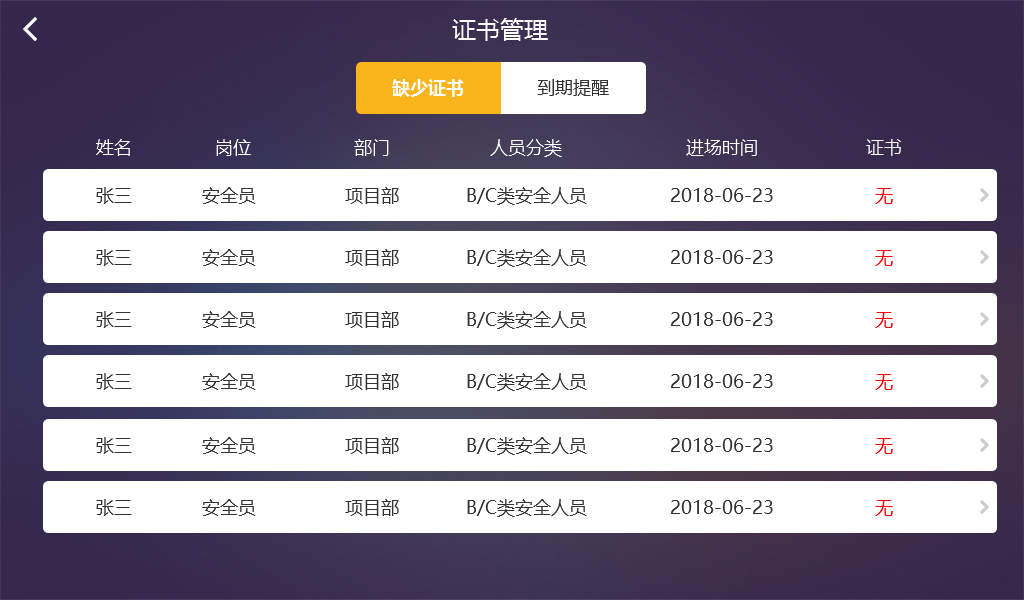 证书管理
缺少证书 到期提醒
姓名 岗位 部门 人员分类 进场时间 证书
张三 安全员 项目部 B/C类安全人员 2018-06-23 无
张三 安全员 项目部 B/C类安全人员 2018-06-23 无
张三 安全员 项目部 B/C类安全人员 2018-06-23 无
张三 安全员 项目部 B/C类安全人员 2018-06-23 无
张三 安全员 项目部 B/C类安全人员 2018-06-23 无
张三 安全员 项目部 B/C类安全人员 2018-06-23 无